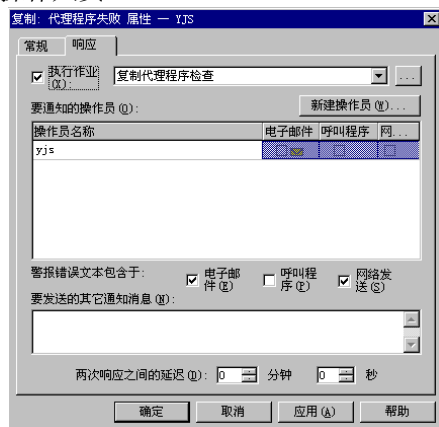 复制: 代理程序失败 属性 — YJS
常规 响应
执行作业(X): 复制代理程序检查 ...
要通知的操作员(Q): 新建操作员(W)...
操作员名称 电子邮件 呼叫程序 网...
yjs
警报错误文本包含于: 电子邮件(E) 呼叫程序(P) 网络发送(S)
要发送的其它通知消息(N):
两次响应之间的延迟(D): 0 分钟 0 秒
确定 取消 应用(A) 帮助